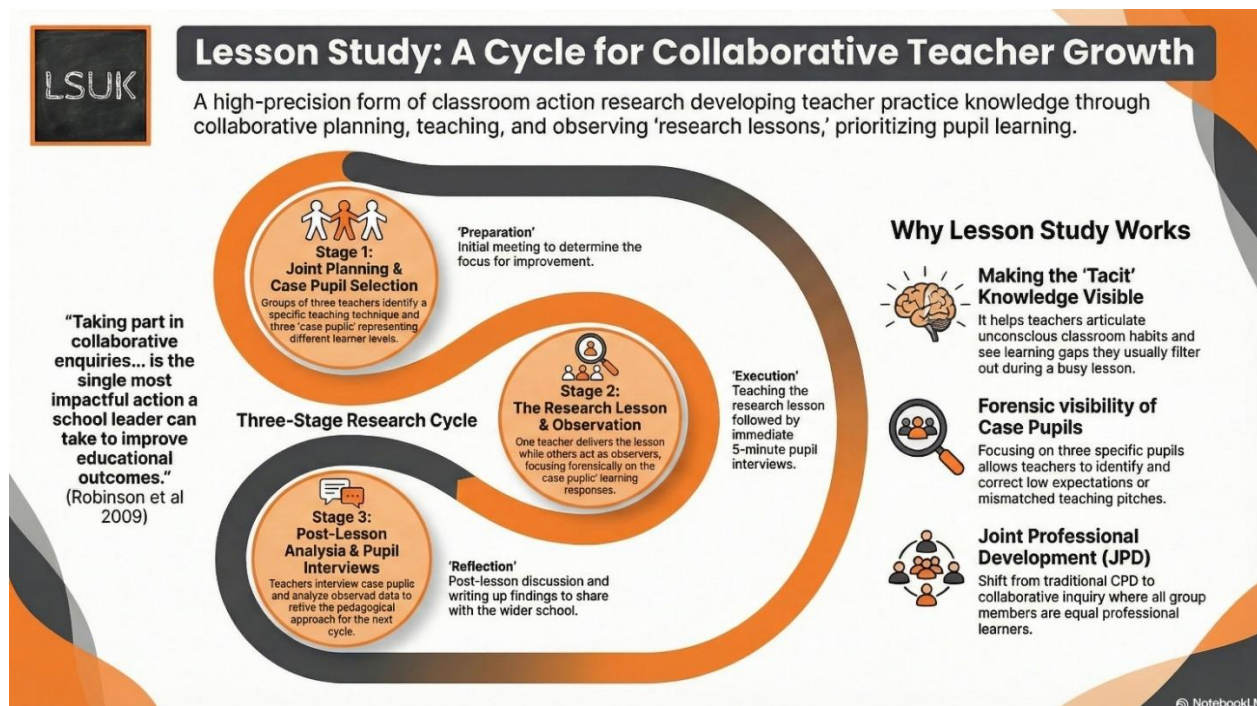 LSUK
Lesson Study: A Cycle for Collaborative Teacher Growth
A high-precision form of classroom action research developing teacher practice knowledge through
collaborative planning, teaching, and observing ‘research lessons,’ prioritizing pupil learning.
“Taking part in
collaborative
enquiries... is the
single most
impactful action a
school leader can
take to improve
educational
outcomes.”
(Robinson et al
2009)
Three-Stage Research Cycle
Stage 1:
Joint Planning &
Case Pupil Selection
Groups of three teachers identify a
specific teaching technique and
three ‘case puplic’ representing
different learner levels.
‘Preparation’
Initial meeting to determine the
focus for improvement.
Stage 2:
The Research Lesson
& Observation
One teacher delivers the lesson
while others act as observers,
focusing forensically on the
case puplic’ learning
responses.
‘Execution’
Teaching the
research lesson
followed by
immediate
5-minute pupil
interviews.
Stage 3:
Post-Lesson
Analysis & Pupil
Interviews
Teachers interview case puplic
and analyze observad data to
retive the pedagogical
approach for the next
cycle.
‘Reflection’
Post-lesson discussion and
writing up findings to share
with the wider school.
Why Lesson Study Works
Making the ‘Tacit’
Knowledge Visible
It helps teachers articulate
unconscious classroom habits and
see learning gaps they usually filter
out during a busy lesson.
Forensic visibility of
Case Pupils
Focusing on three specific pupils
allows teachers to identify and
correct low expectations or
mismatched teaching pitches.
Joint Professional
Development (JPD)
Shift from traditional CPD to
collaborative inquiry where all group
members are equal professional
learners.